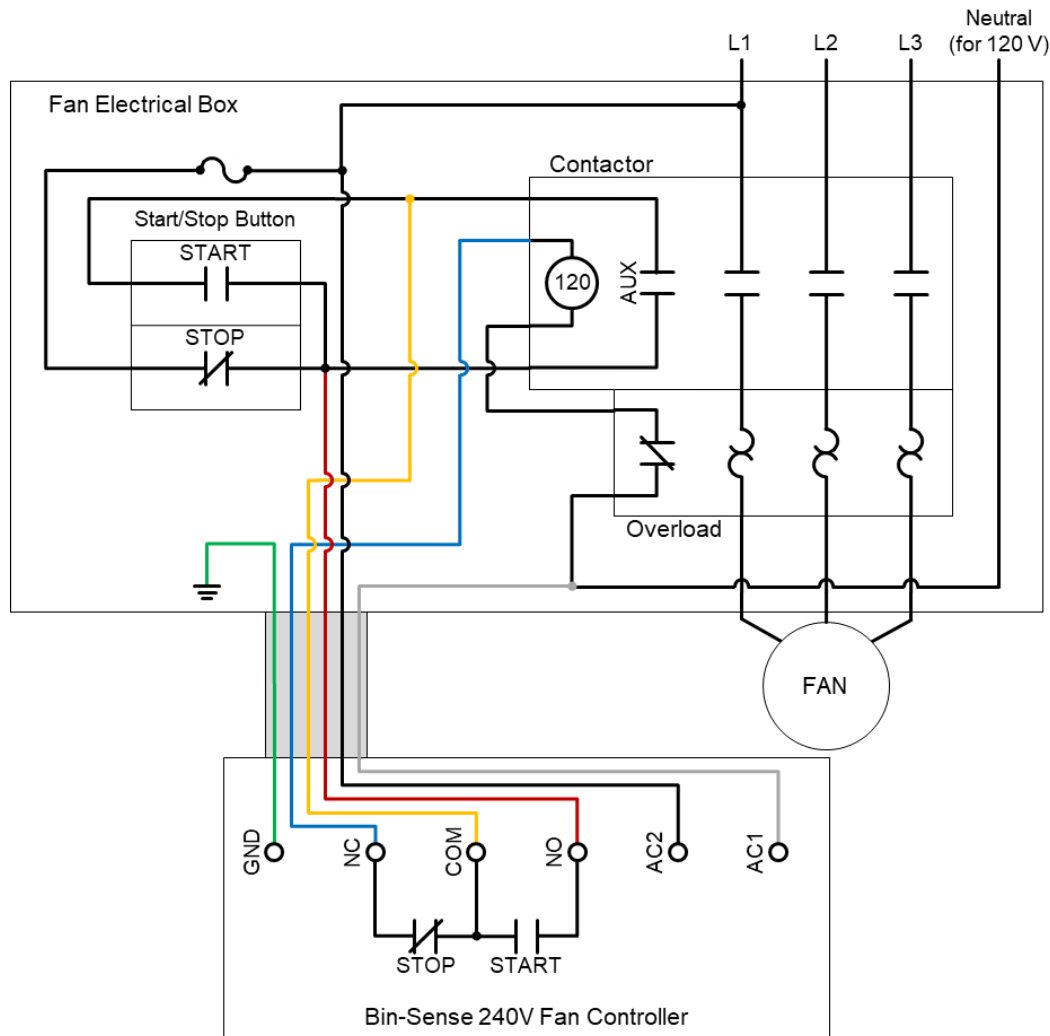 Neutral
(for 120 V)
L1
L2
L3
Fan Electrical Box
Contactor
Start/Stop Button
START
120
AUX
STOP
Overload
FAN
GND
NC
COM
NO
AC2
AC1
STOP
START
Bin-Sense 240V Fan Controller